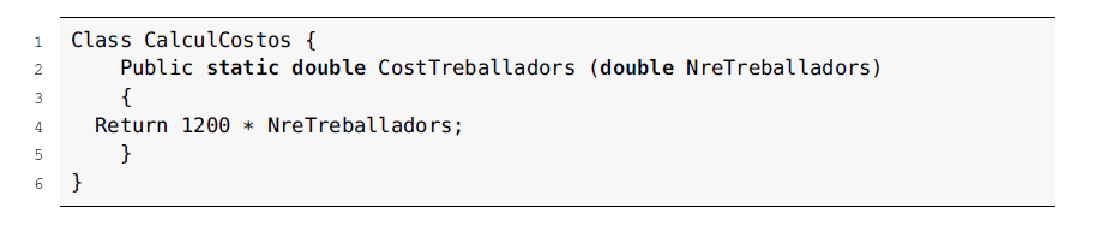 1 Class CalculCostos {
2 Public static double CostTreballadors (double NreTreballadors)
3 {
4 Return 1200 * NreTreballadors;
5 }
6 }